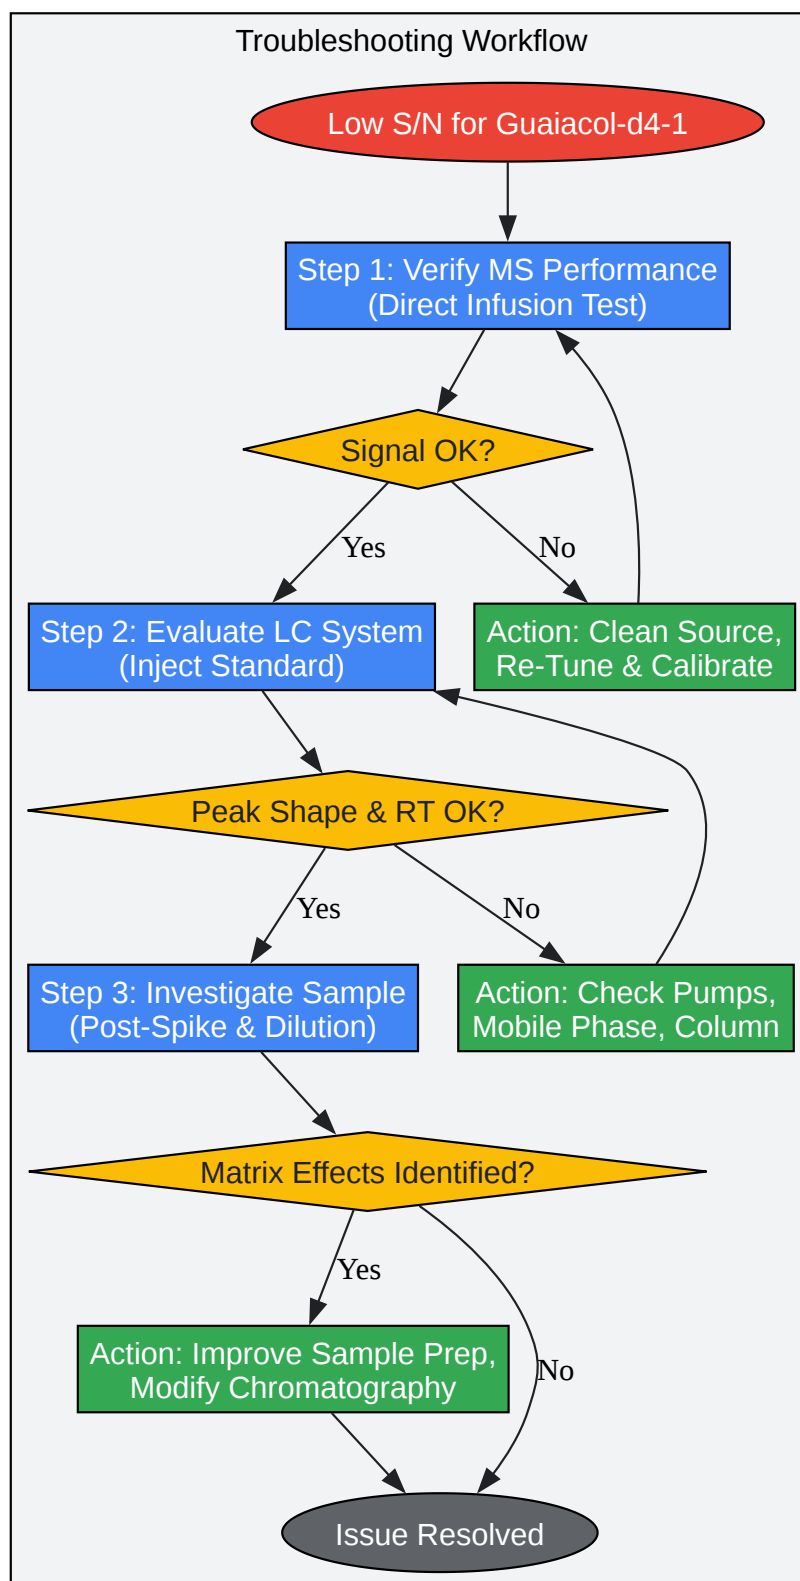 Troubleshooting Workflow
Low S/N for Guaiacol-d4-1
Step 1: Verify MS Performance
(Direct Infusion Test)
Signal OK?
Yes
No
Step 2: Evaluate LC System
(Inject Standard)
Action: Clean Source,
Re-Tune & Calibrate
Peak Shape & RT OK?
Yes
No
Step 3: Investigate Sample
(Post-Spike & Dilution)
Action: Check Pumps,
Mobile Phase, Column
Matrix Effects Identified?
Yes
Action: Improve Sample Prep,
Modify Chromatography
No
Issue Resolved